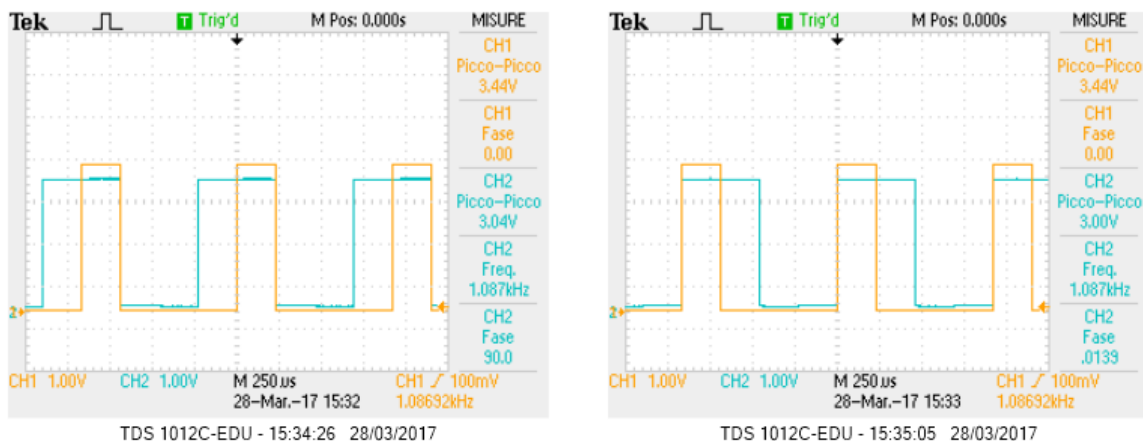 Tek T Trig'd M Pos: 0.000s MISURE
CH1
Picco-Picco
3.44V
CH1
Fase
0.00
CH2
Picco-Picco
3.04V
CH2
Freq.
1.087kHz
CH2
Fase
90.0
2
CH1 1.00V CH2 1.00V M 250µs CH1 100mV
28-Mar.-17 15:32 1.08692kHz
TDS 1012C-EDU - 15:34:26 28/03/2017
Tek T Trig'd M Pos: 0.000s MISURE
CH1
Picco-Picco
3.44V
CH1
Fase
0.00
CH2
Picco-Picco
3.00V
CH2
Freq.
1.087kHz
CH2
Fase
.0139
2
CH1 1.00V CH2 1.00V M 250µs CH1 100mV
28-Mar.-17 15:33 1.08692kHz
TDS 1012C-EDU - 15:35:05 28/03/2017